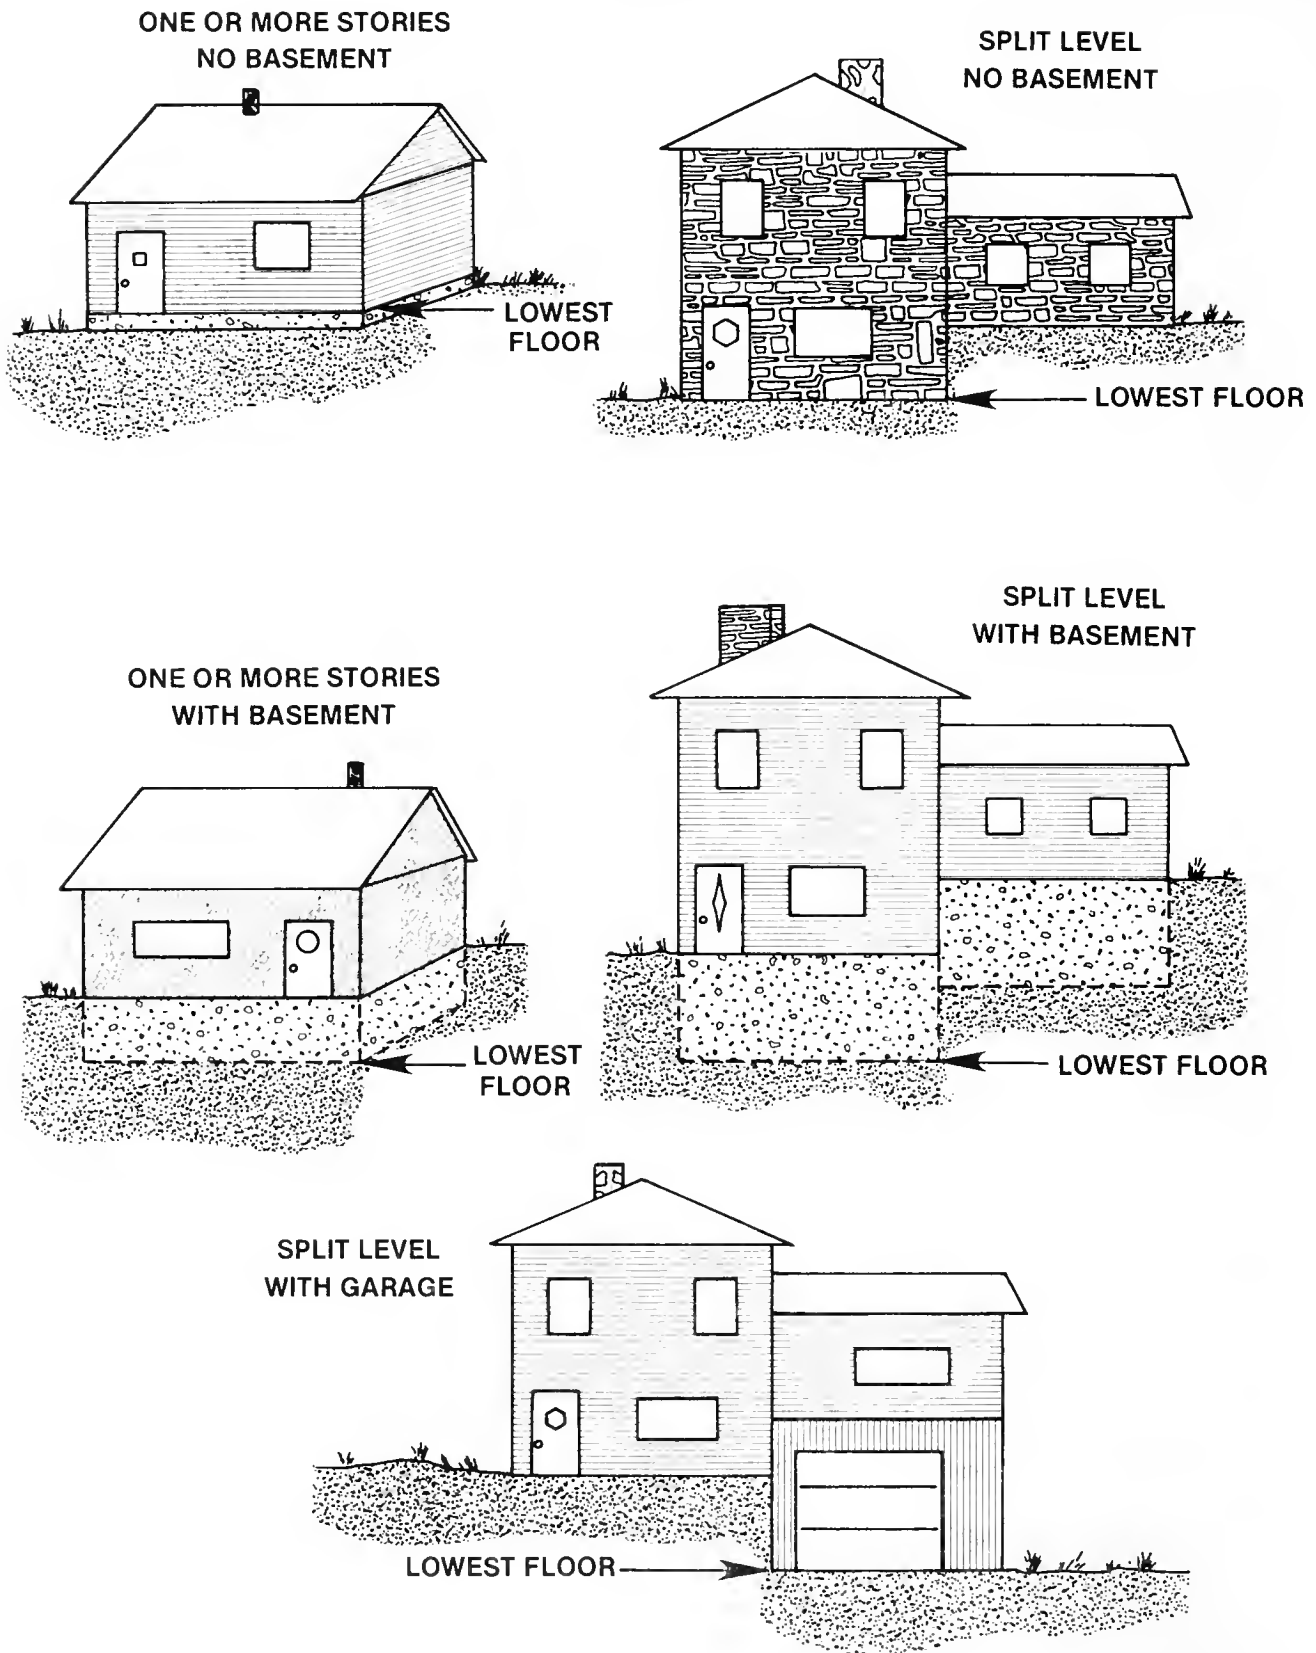 ONE OR MORE STORIES
NO BASEMENT
LOWEST
FLOOR
SPLIT LEVEL
NO BASEMENT
LOWEST FLOOR
ONE OR MORE STORIES
WITH BASEMENT
LOWEST
FLOOR
SPLIT LEVEL
WITH BASEMENT
LOWEST FLOOR
SPLIT LEVEL
WITH GARAGE
LOWEST FLOOR